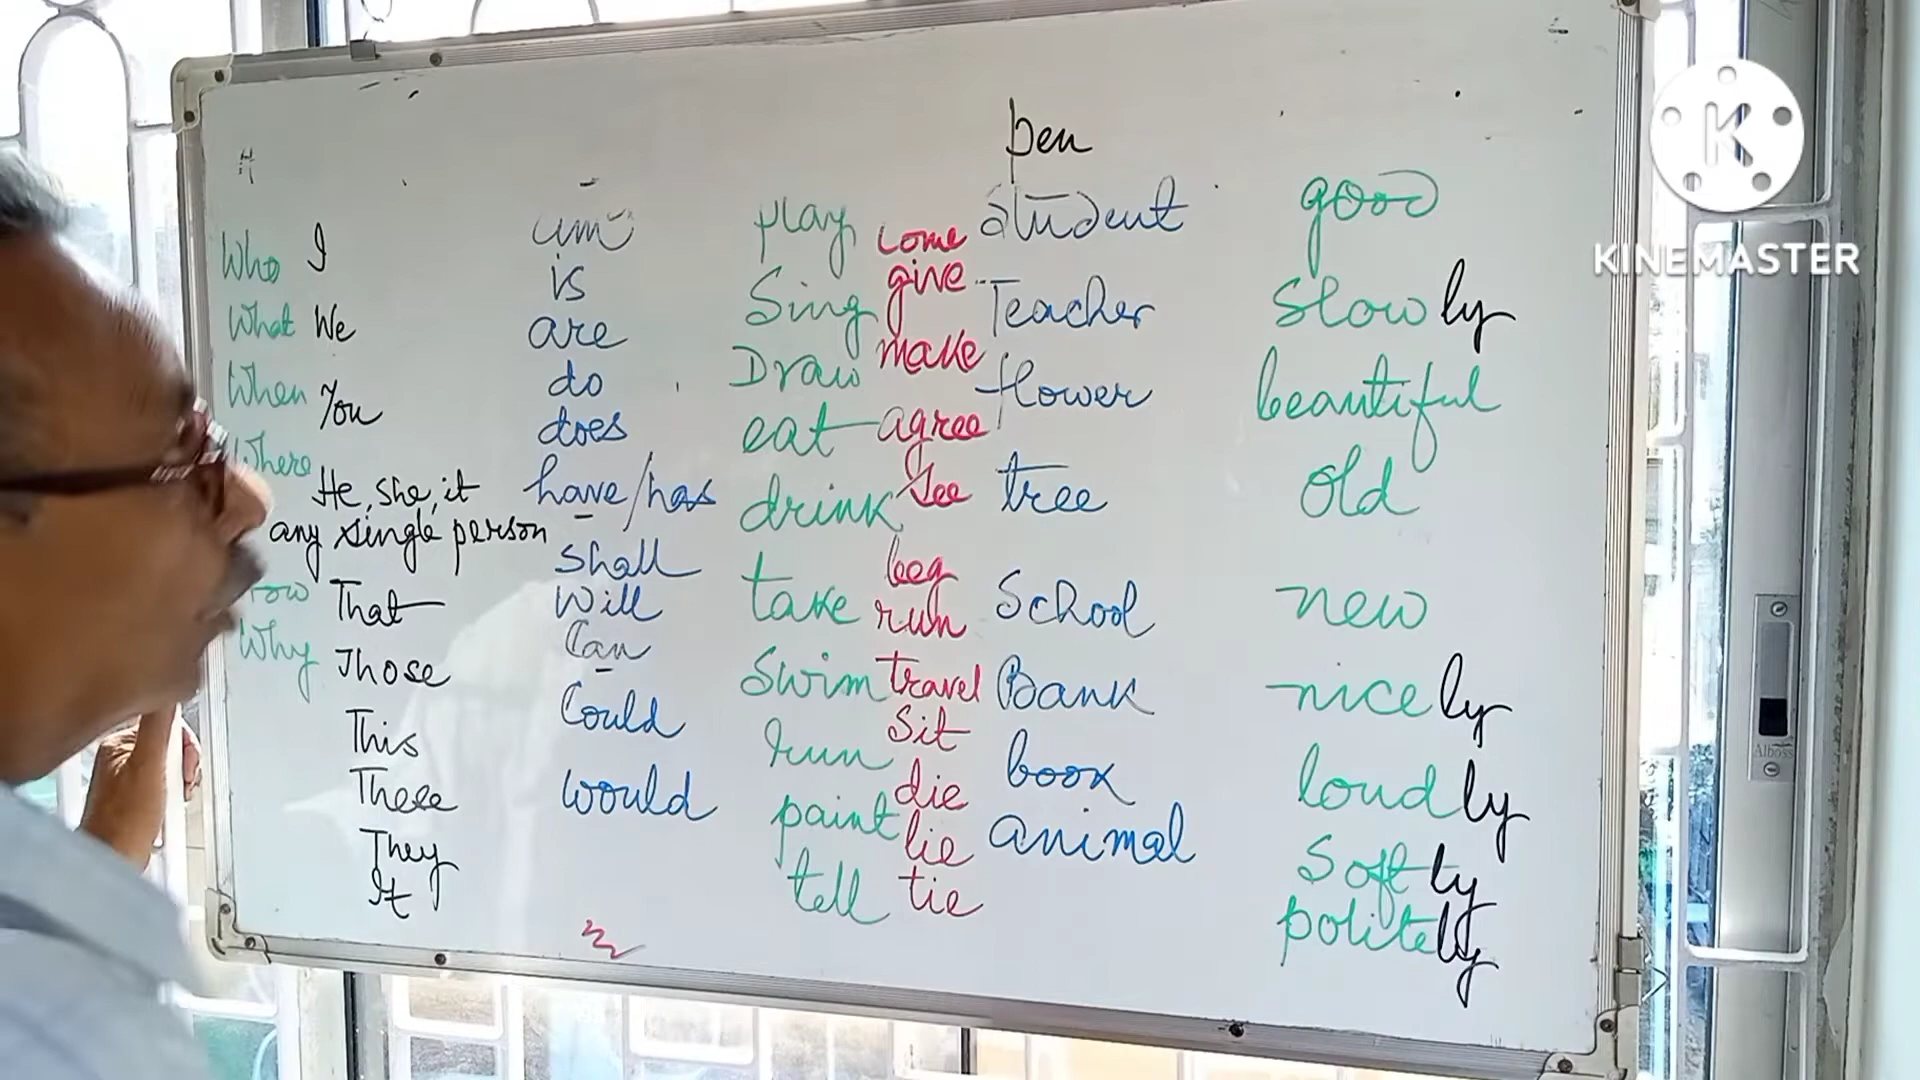 pen
Who I am play come student good
is
What We are Sing give Teacher slowly
When You do Draw make flower beautiful
does
Where eat agree
He, she, it have/has drink See tree old
any single person
shall beg
That Will take run School new
Can
Why Those Swim travel Bank nicely
This Could run Sit book
These would paint die animal loudly
They lie softly
It tell tie politely
KINEMASTER
Alboss